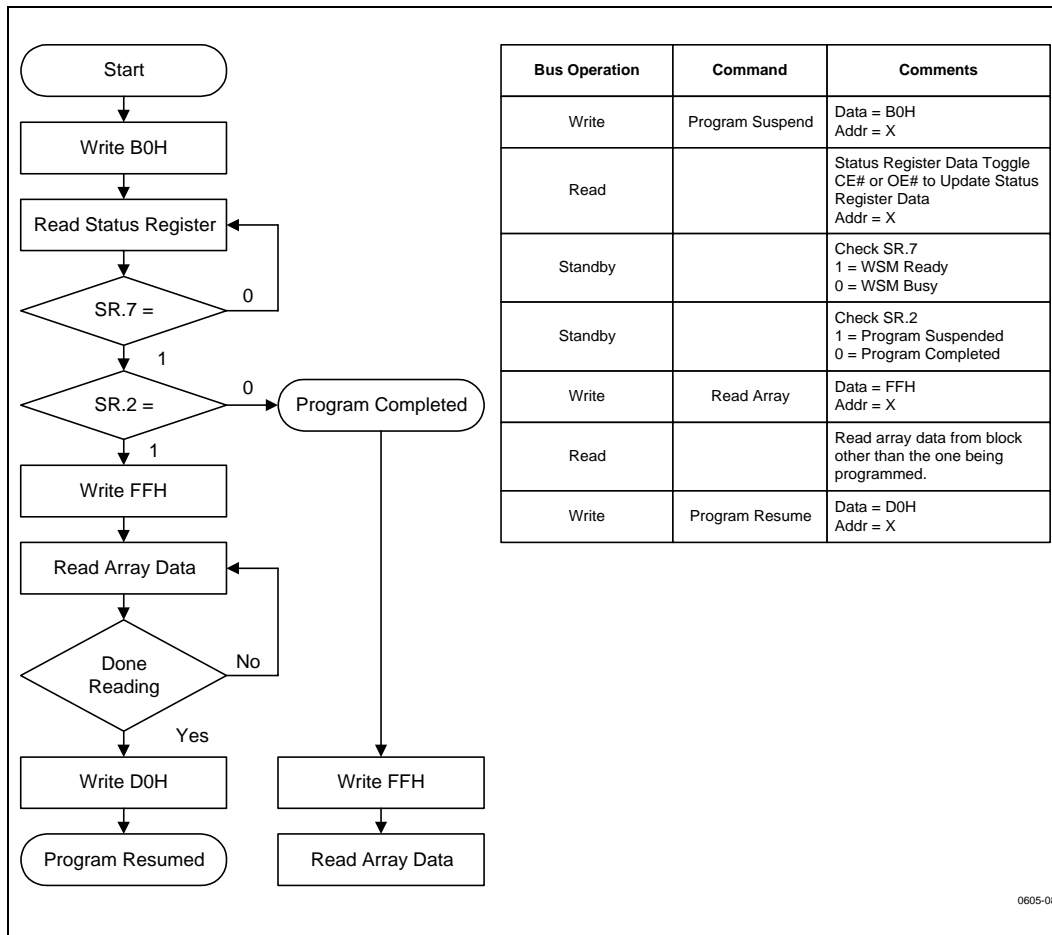 Start
Write B0H
Read Status Register
SR.7 =
0
1
SR.2 =
0
Program Completed
1
Write FFH
Read Array Data
Done
Reading
No
Yes
Write D0H
Program Resumed
Write FFH
Read Array Data
Bus Operation Command Comments
Write Program Suspend Data = B0H
Addr = X
Read Status Register Data Toggle
CE# or OE# to Update Status
Register Data
Addr = X
Standby Check SR.7
1 = WSM Ready
0 = WSM Busy
Standby Check SR.2
1 = Program Suspended
0 = Program Completed
Write Read Array Data = FFH
Addr = X
Read Read array data from block
other than the one being
programmed.
Write Program Resume Data = D0H
Addr = X